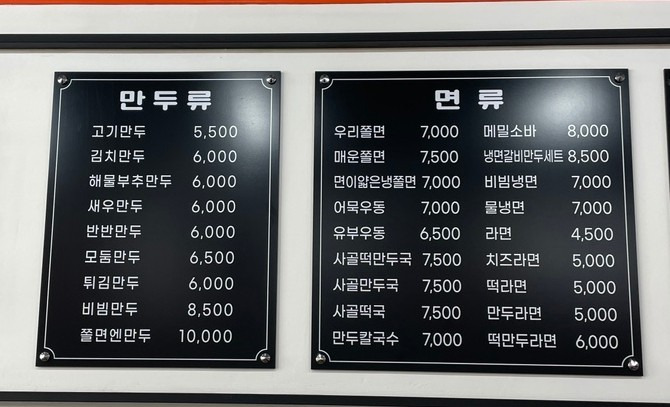 만두류
고기만두 5,500
김치만두 6,000
해물부추만두 6,000
새우만두 6,000
반반만두 6,000
모둠만두 6,500
튀김만두 6,000
비빔만두 8,500
쫄면엔만두 10,000
면류
우리쫄면 7,000
매운쫄면 7,500
면이얇은냉쫄면 7,000
어묵우동 7,000
유부우동 6,500
사골떡만두국 7,500
사골만두국 7,500
사골떡국 7,500
만두칼국수 7,000
메밀소바 8,000
냉면갈비만두세트 8,500
비빔냉면 7,000
물냉면 7,000
라면 4,500
치즈라면 5,000
떡라면 5,000
만두라면 5,000
떡만두라면 6,000